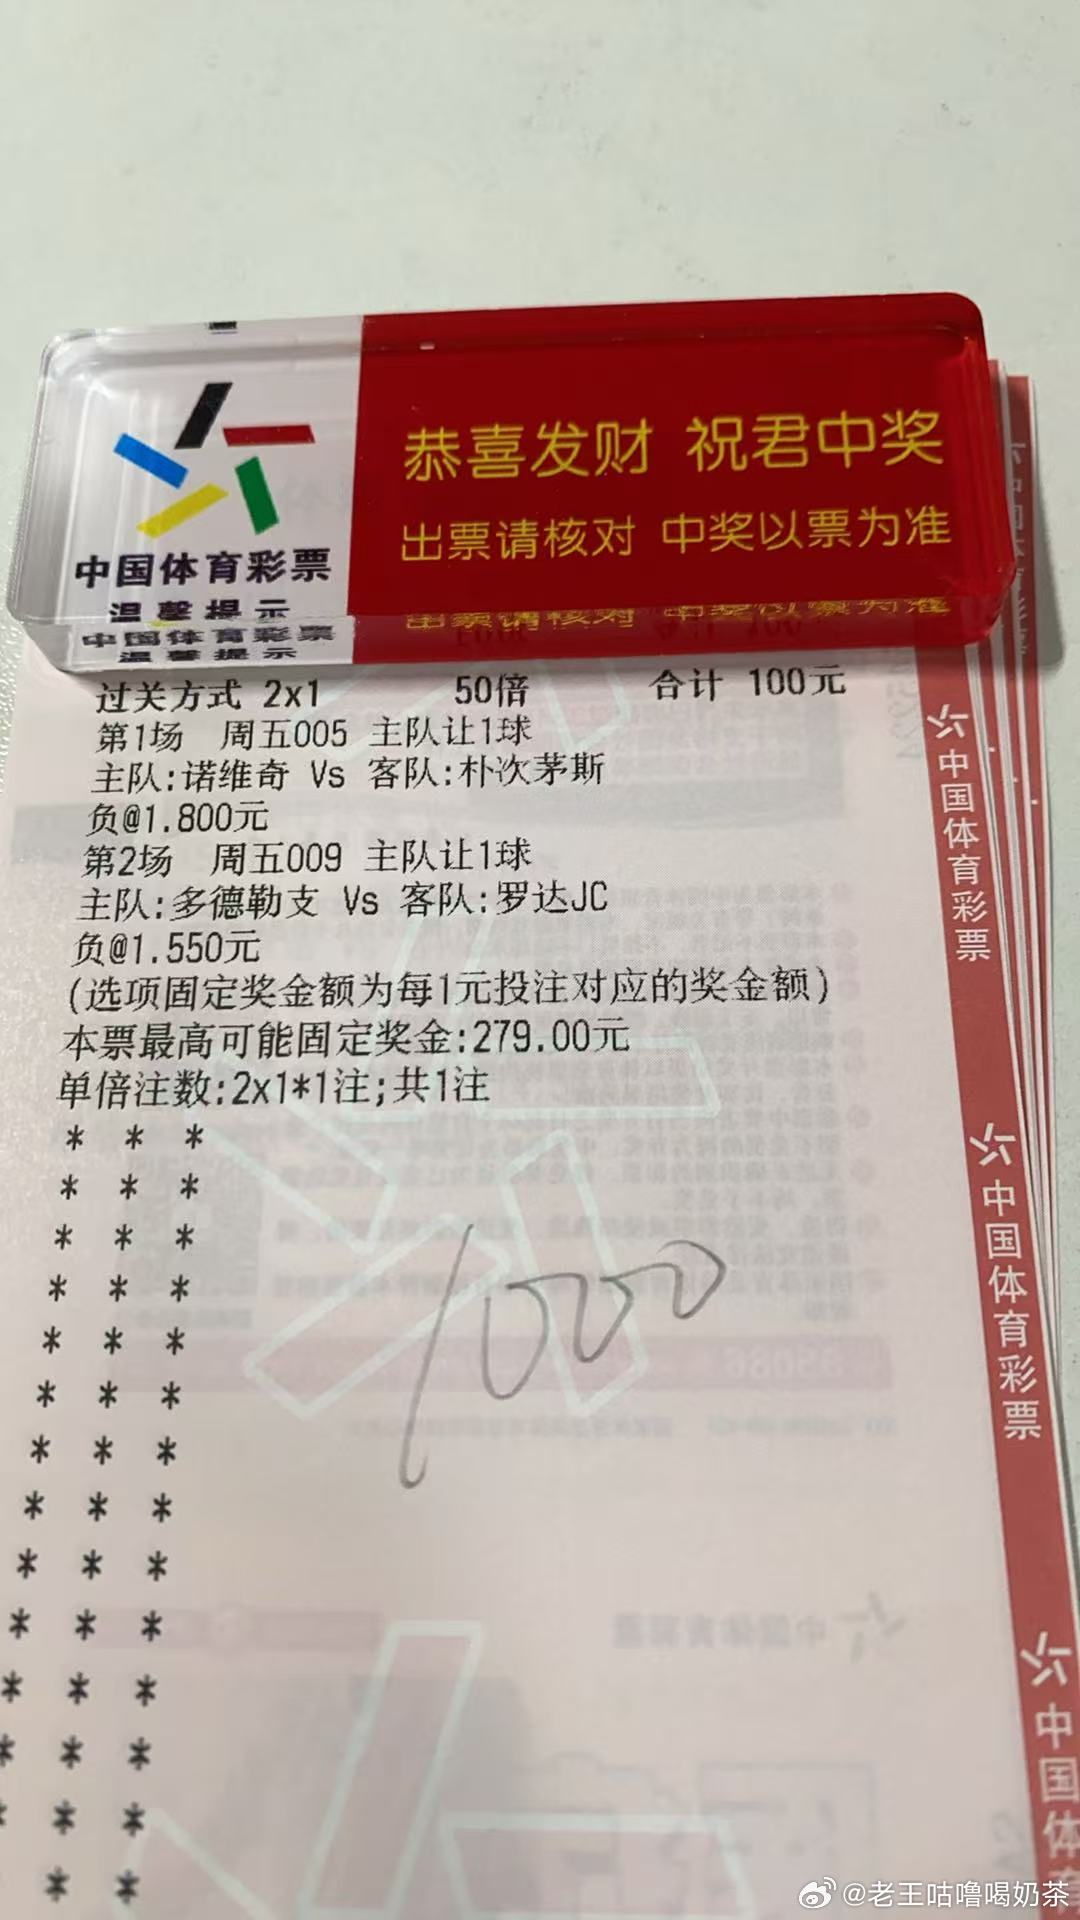 恭喜发财 祝君中奖
出票请核对 中奖以票为准
中国体育彩票
温馨提示
过关方式 2x1 50倍 合计 100元
第1场 周五005 主队让1球
主队:诺维奇 Vs 客队:朴次茅斯
负@1.800元
第2场 周五009 主队让1球
主队:多德勒支 Vs 客队:罗达JC
负@1.550元
(选项固定奖金额为每1元投注对应的奖金额)
本票最高可能固定奖金:279.00元
单倍注数:2x1*1注;共1注
* * *
* * *
* * *
* * *
* * *
* * *
* * *
* * *
* * *
* * *
* * *
* * *
* * *
* *
1000
中国体育彩票
中国体育彩票
中国体育
@老王咕噜喝奶茶